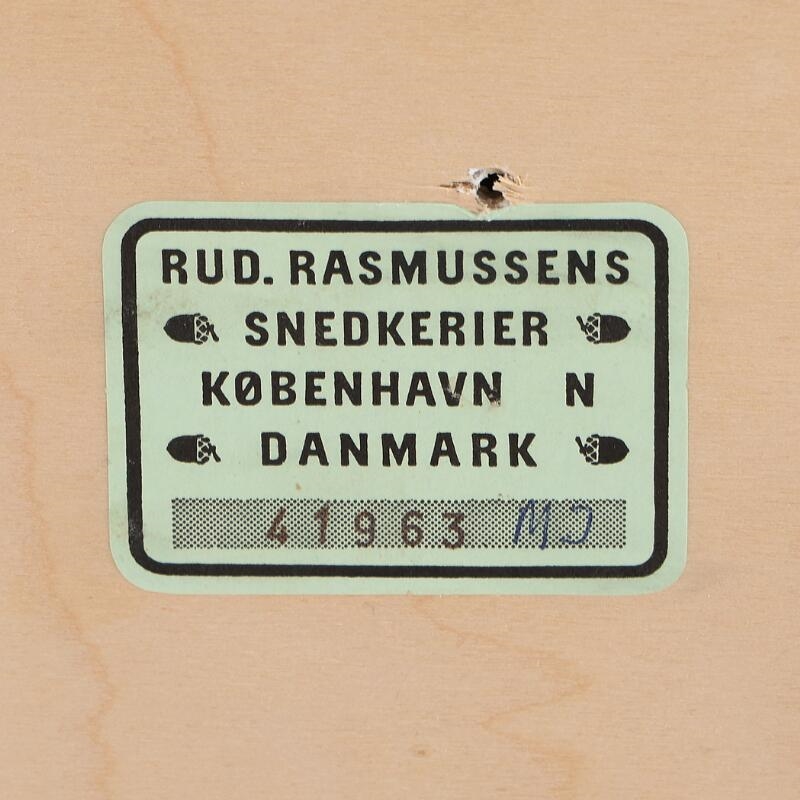 RUD. RASMUSSENS
SNEDKERIER
KØBENHAVN N
DANMARK
41963 MJ